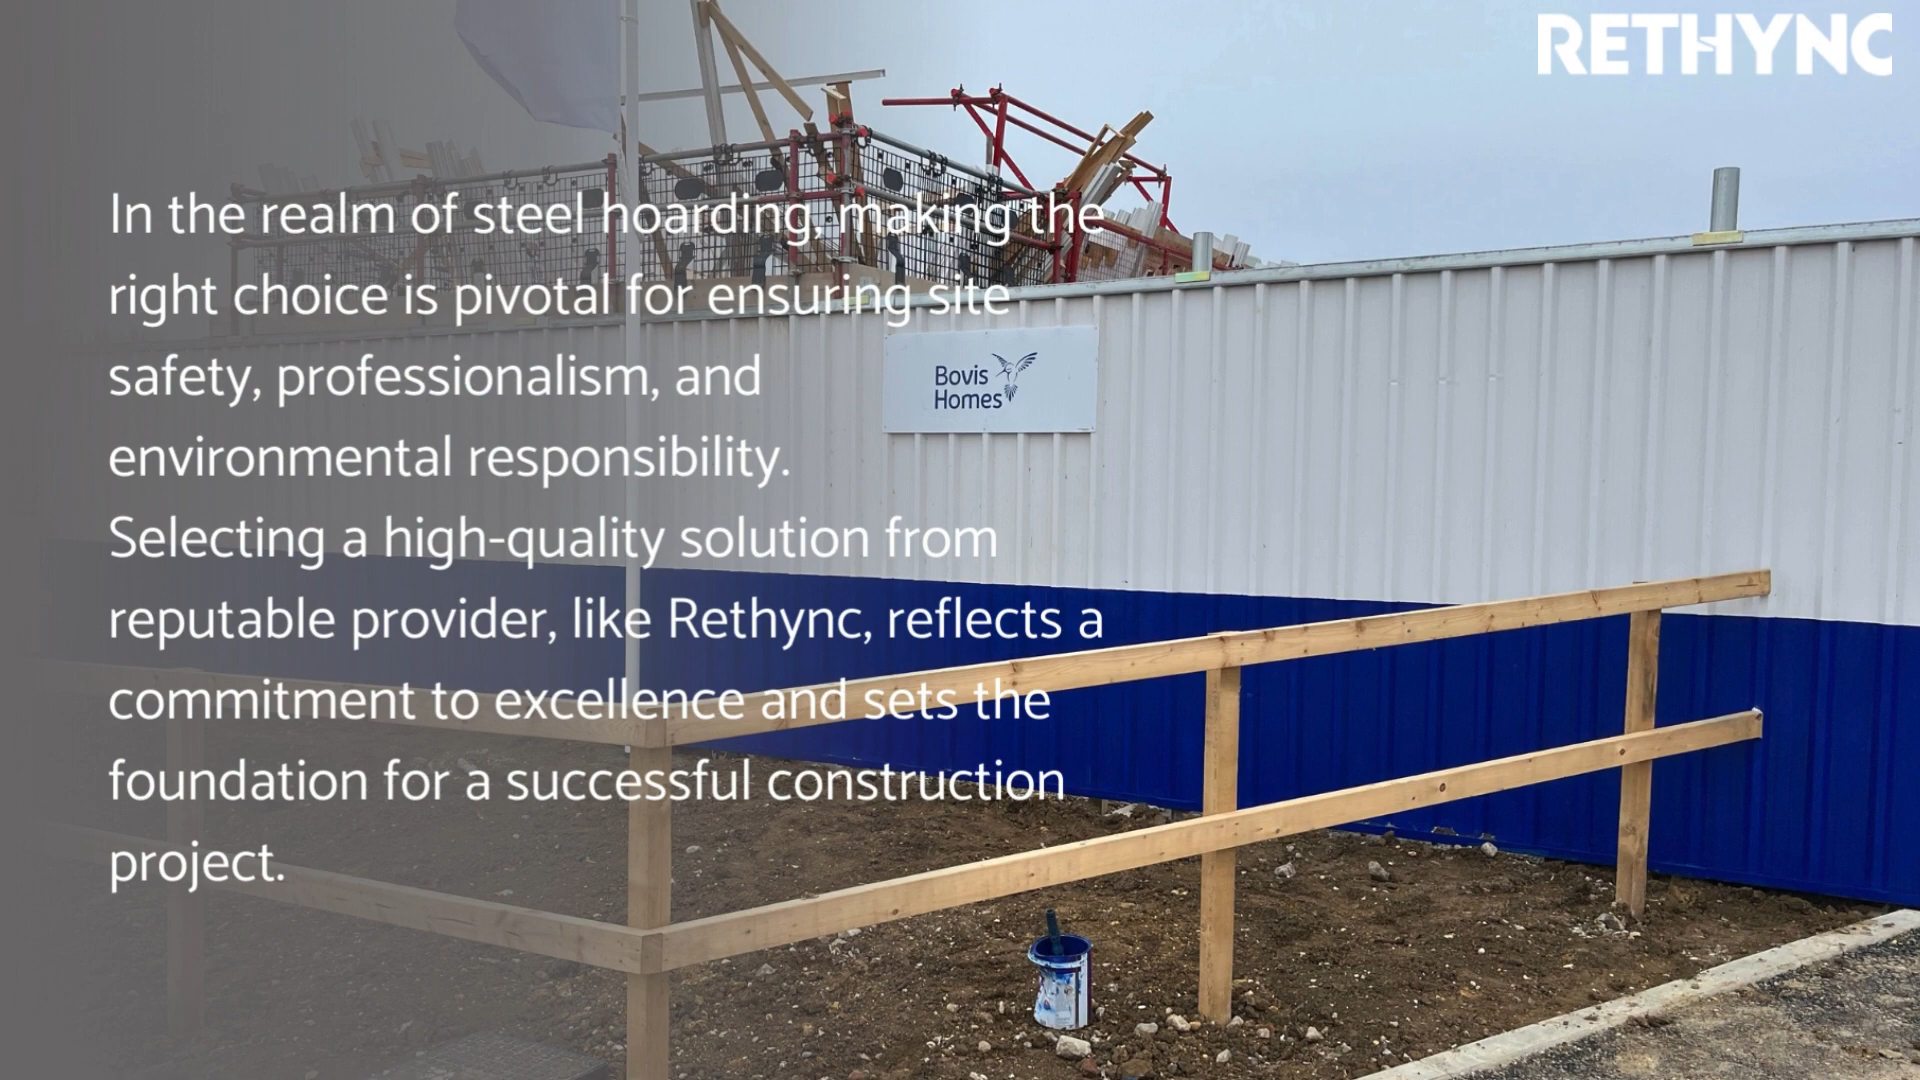 RETHYNC
In the realm of steel hoarding, making the
right choice is pivotal for ensuring site
safety, professionalism, and
environmental responsibility.
Selecting a high-quality solution from
reputable provider, like Rethync, reflects a
commitment to excellence and sets the
foundation for a successful construction
project.
Bovis
Homes